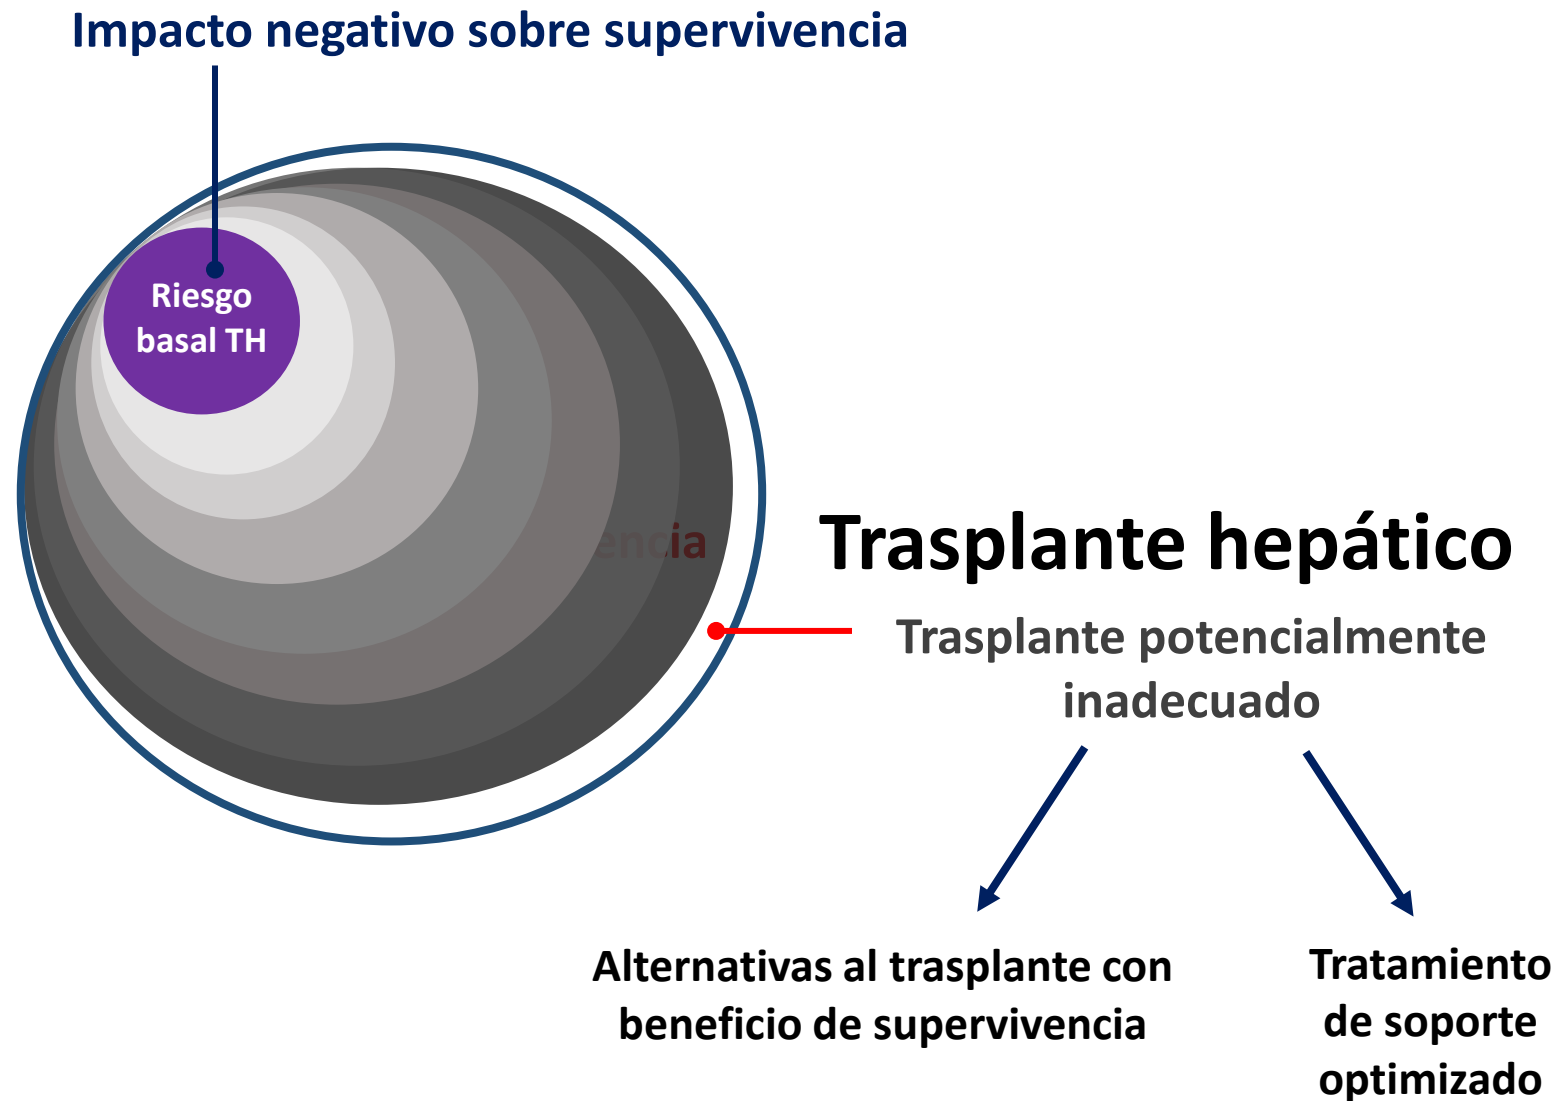 Impacto negativo sobre supervivencia
Riesgo
basal TH
encia
Trasplante hepático
Trasplante potencialmente
inadecuado
Alternativas al trasplante con
beneficio de supervivencia
Tratamiento
de soporte
optimizado